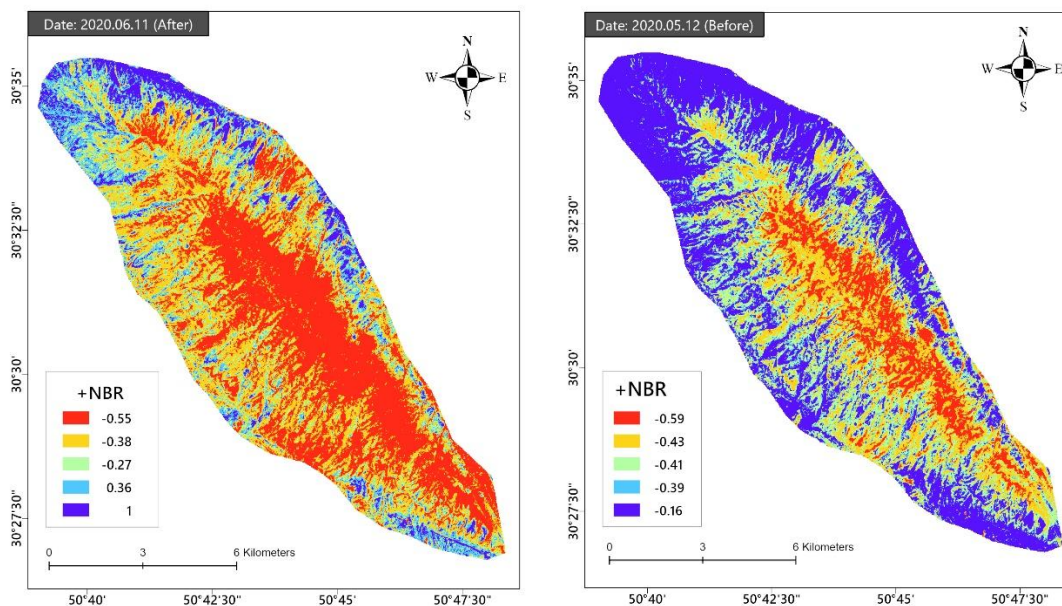 Date: 2020.06.11 (After)
N
W E
S
30°35'
30°32'30"
30°30'
30°27'30"
+NBR
-0.55
-0.38
-0.27
0.36
1
0 3 6 Kilometers
50°40' 50°42'30" 50°45' 50°47'30"
Date: 2020.05.12 (Before)
N
W E
S
30°35'
30°32'30"
30°30'
30°27'30"
+NBR
-0.59
-0.43
-0.41
-0.39
-0.16
0 3 6 Kilometers
50°40' 50°42'30" 50°45' 50°47'30"